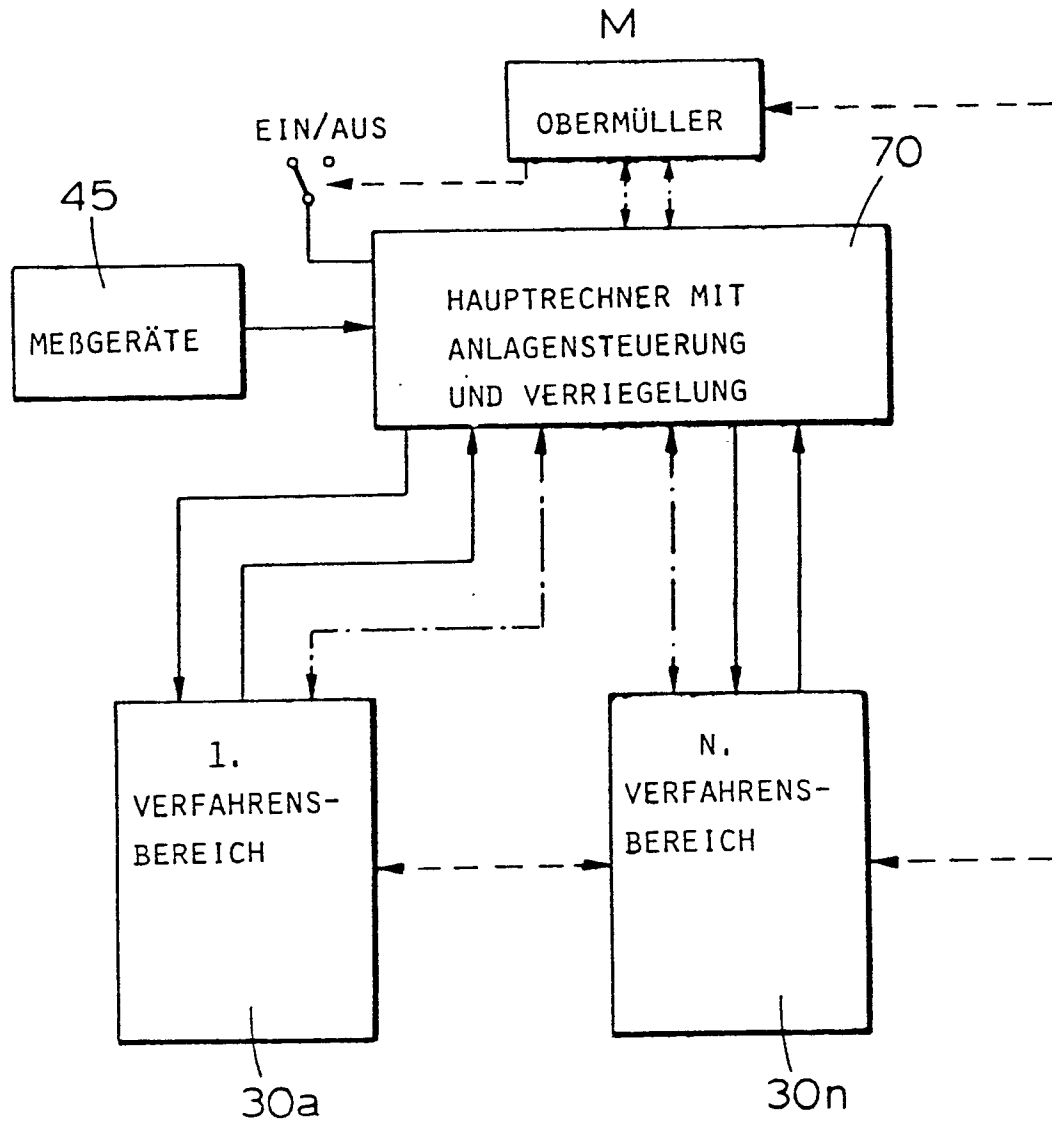 M
OBERMÜLLER
EIN/AUS
70
45
HAUPTRECHNER MIT
ANLAGENSTEUERUNG
UND VERRIEGELUNG
MEßGERÄTE
1.
VERFAHRENS-
BEREICH
N.
VERFAHRENS-
BEREICH
30a
30n